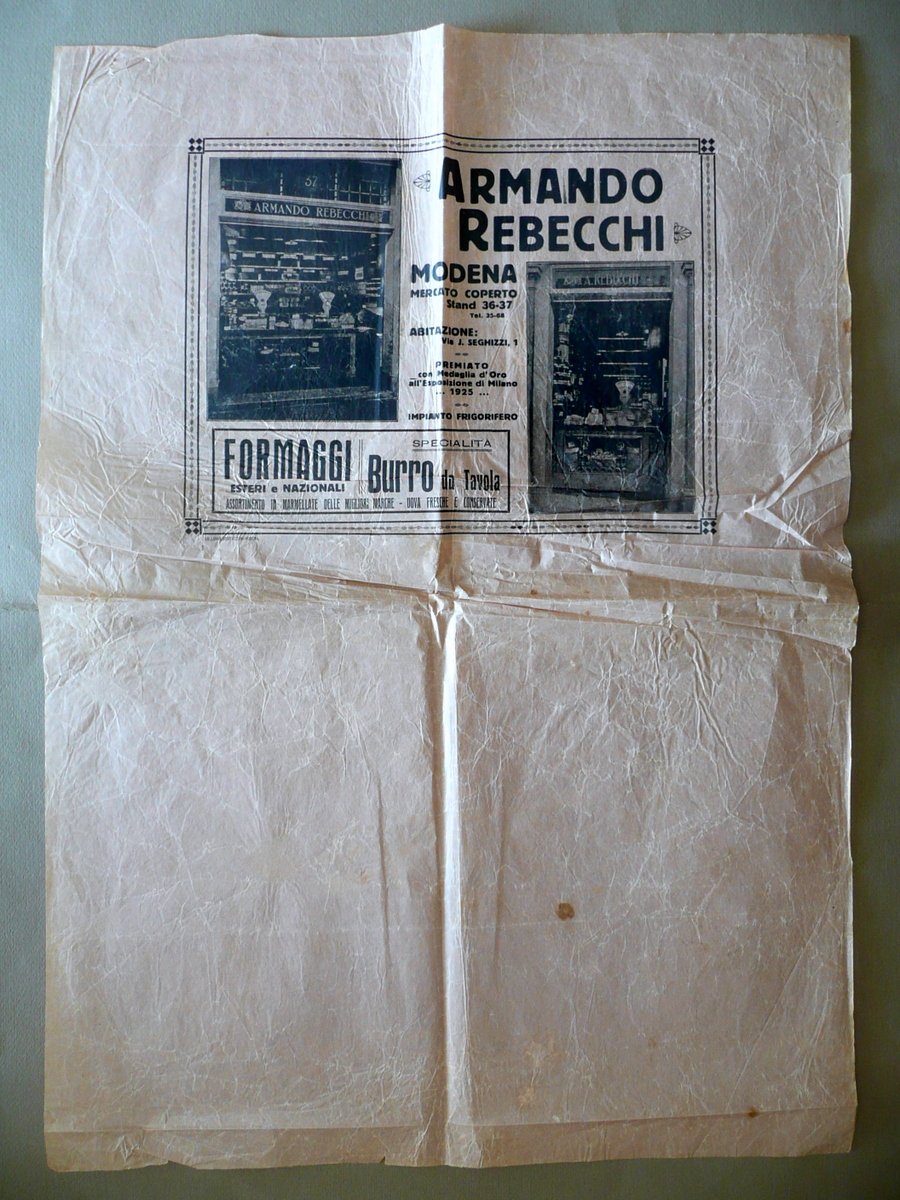 37
ARMANDO REBECCHI
ARMANDO
REBECCHI
MODENA
MERCATO COPERTO
Stand 36-37
Tel. 35-68
A. REBECCHI
ABITAZIONE:
Via J. SEGHIZZI, 1
PREMIATO
con Medaglia d'Oro
all'Esposizione di Milano
... 1925 ...
IMPIANTO FRIGORIFERO
FORMAGGI
ESTERI e NAZIONALI
SPECIALITÀ
Burro da Tavola
ASSORTIMENTO IN MARMELLATE DELLE MIGLIORI MARCHE - UOVA FRESCHE E CONSERVATE